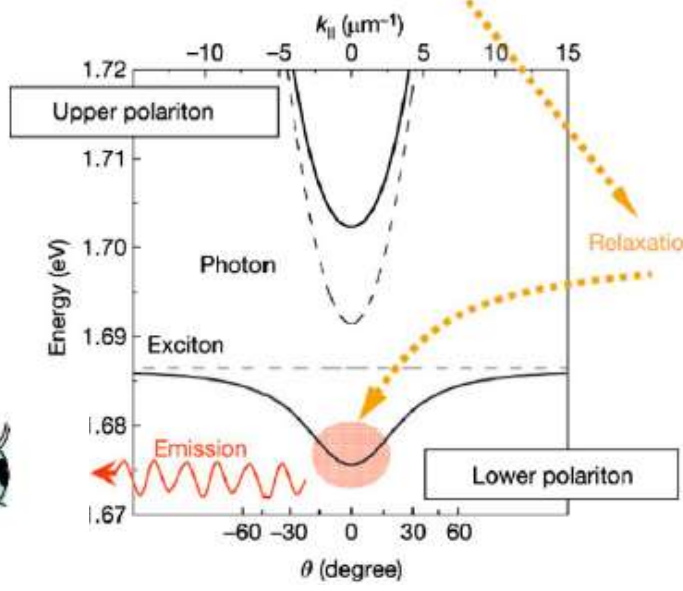 k|| (μm⁻¹)
−10 −5 0 5 10 15
1.72
Upper polariton
1.71
1.70
Photon
Relaxatio
Energy (eV)
1.69
Exciton
1.68
Emission
Lower polariton
1.67
−60 −30 0 30 60
θ (degree)